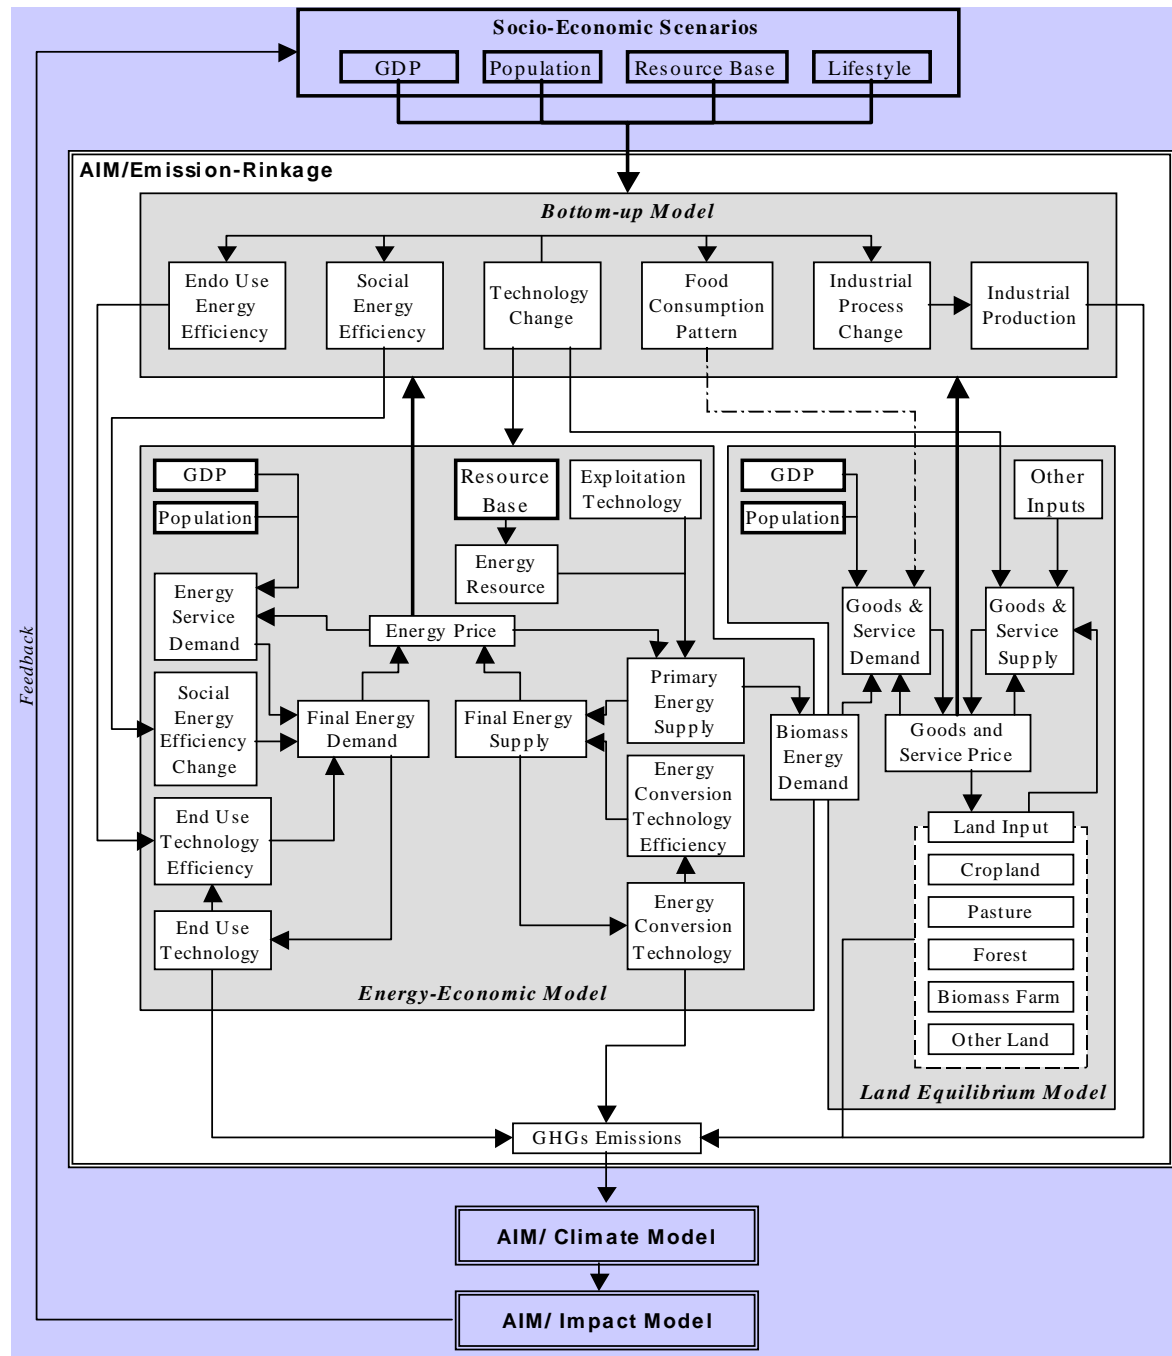 Socio-Economic Scenarios
GDP
Population
Resource Base
Lifestyle
AIM/Emission-Rinkage
Bottom-up Model
Endo Use
Energy
Efficiency
Social
Energy
Efficiency
Technology
Change
Food
Consumption
Pattern
Industrial
Process
Change
Industrial
Production
GDP
Population
Resource
Base
Exploitation
Technology
Energy
Resource
Energy
Service
Demand
Energy Price
Social
Energy
Efficiency
Change
Final Energy
Demand
Final Energy
Supply
Primary
Energy
Supply
End Use
Technology
Efficiency
Energy
Conversion
Technology
Efficiency
End Use
Technology
Energy
Conversion
Technology
Energy-Economic Model
GDP
Population
Other
Inputs
Goods &
Service
Demand
Goods &
Service
Supply
Biomass
Energy
Demand
Goods and
Service Price
Land Input
Cropland
Pasture
Forest
Biomass Farm
Other Land
Land Equilibrium Model
GHGs Emissions
AIM/ Climate Model
AIM/ Impact Model
Feedback